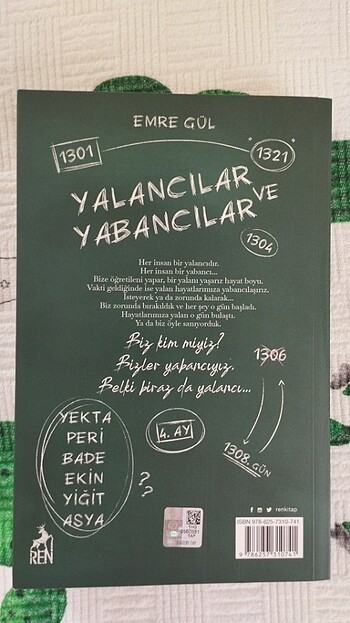 EMRE GÜL
1301
1321
YALANCILAR VE
YABANCILAR
1304
Her insan bir yalancıdır.
Her insan bir yabancı...
Bize öğretileni yapar, bir yalanı yaşarız hayat boyu.
Vakti geldiğinde ise yalan hayatlarımıza yabancılaşırız.
İsteyerek ya da zorunda kalarak...
Biz zorunda bırakıldık ve her şey o gün başladı.
Hayatlarımıza yalan o gün bulaştı.
Ya da biz öyle sanıyorduk.
Biz kim miyiz?
Bizler yabancıyız.
Belki biraz da yalancı...
1306
YEKTA
PERİ
BADE
EKİN
YİĞİT
ASYA
?
?
4. AY
1308. GÜN
REN
renkitap
ISBN 978-625-7310-741
9 786257 310741